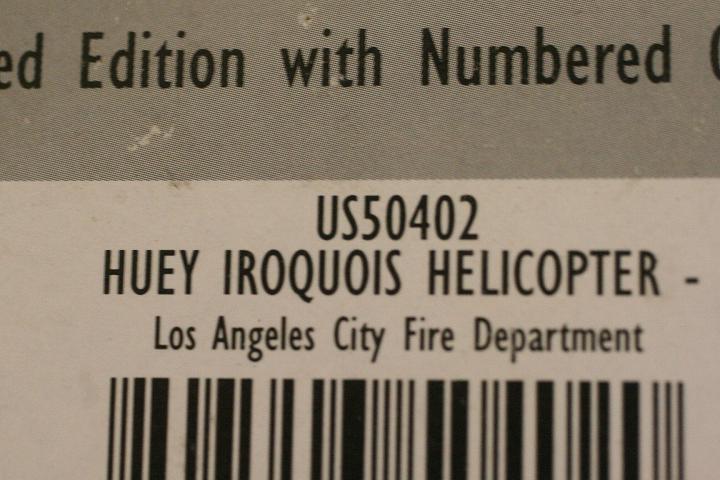 ed Edition with Numbered
US50402
HUEY IROQUOIS HELICOPTER -
Los Angeles City Fire Department